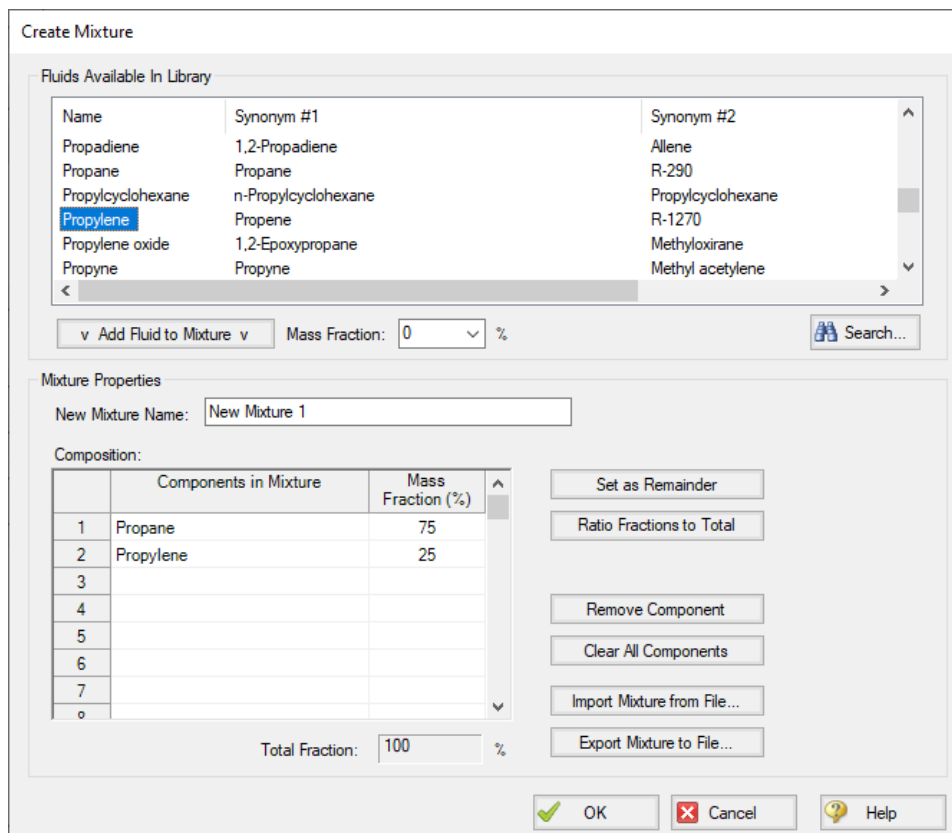 Create Mixture
Fluids Available In Library
Name Synonym #1 Synonym #2
Propadiene 1,2-Propadiene Allene
Propane Propane R-290
Propylcyclohexane n-Propylcyclohexane Propylcyclohexane
Propylene Propene R-1270
Propylene oxide 1,2-Epoxypropane Methyloxirane
Propyne Propyne Methyl acetylene
v Add Fluid to Mixture v Mass Fraction: 0 % Search...
Mixture Properties
New Mixture Name: New Mixture 1
Composition:
Components in Mixture Mass Fraction (%)
Set as Remainder
1 Propane 75
Ratio Fractions to Total
2 Propylene 25
3
4
Remove Component
5
6
Clear All Components
7
Import Mixture from File...
8
Total Fraction: 100 %
Export Mixture to File...
OK Cancel Help